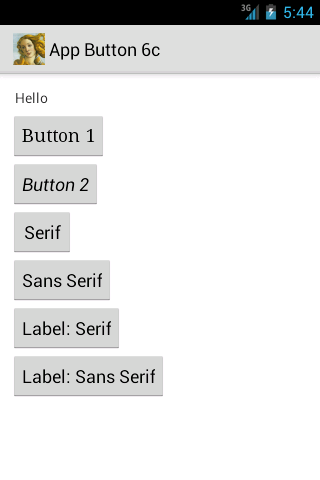 3G 5:44
App Button 6c
Hello
Button 1
Button 2
Serif
Sans Serif
Label: Serif
Label: Sans Serif